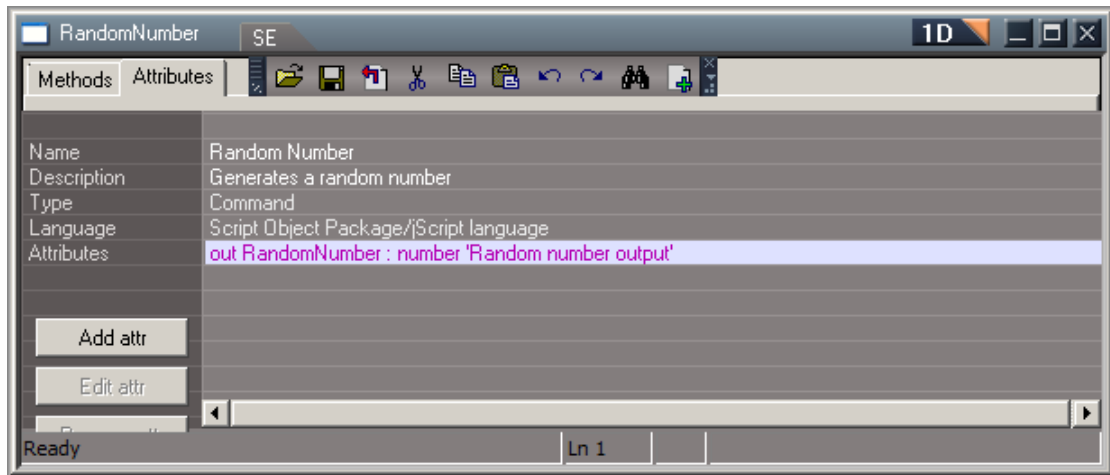 RandomNumber SE 1D
Methods Attributes
Name Random Number
Description Generates a random number
Type Command
Language Script Object Package/jScript language
Attributes out RandomNumber : number 'Random number output'
Add attr
Edit attr
Ready Ln 1